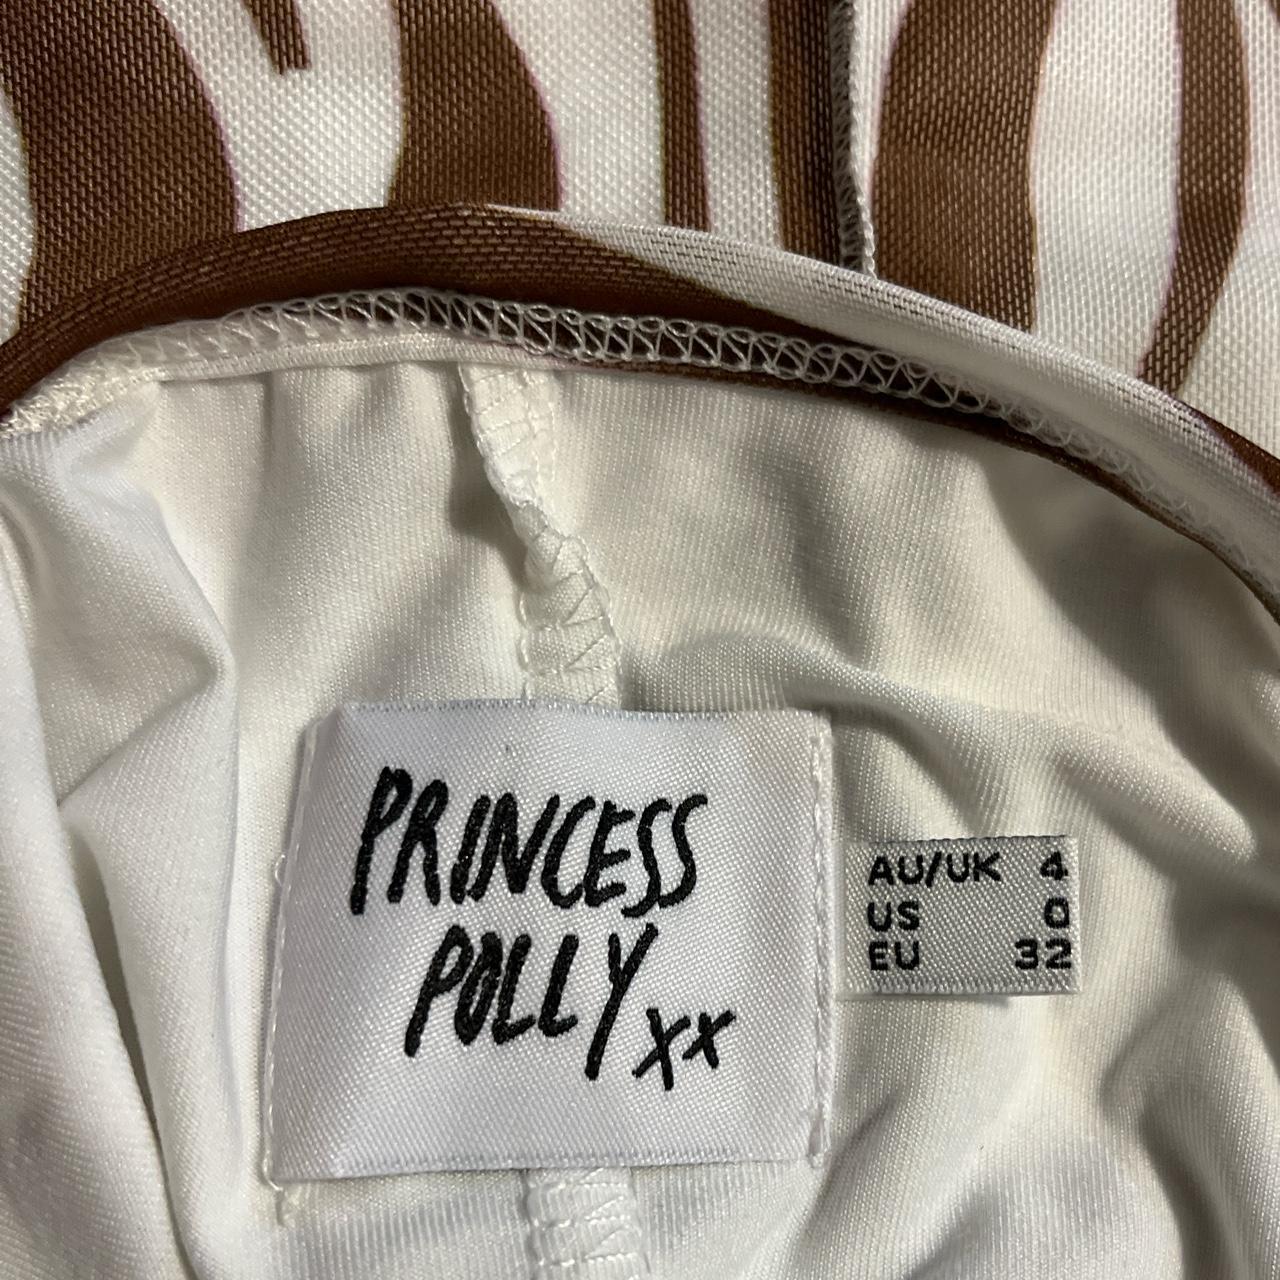 PRINCESS
POLLY xx
AU/UK 4
US 0
EU 32